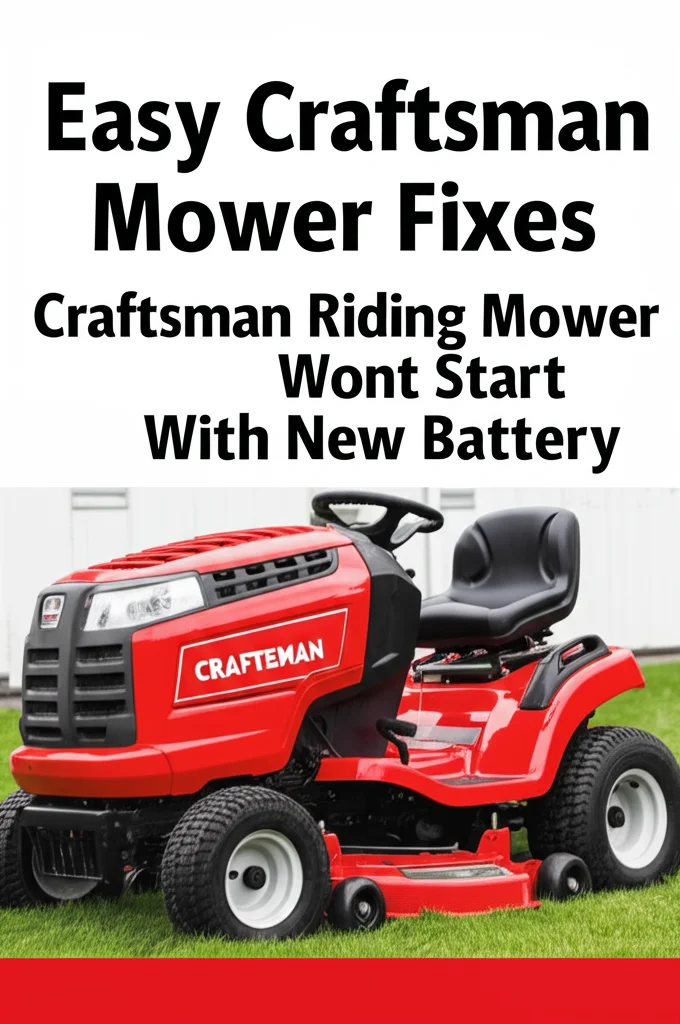 Easy Craftsman
Mower Fixes
Craftsman Riding Mower
Wont Start
With New Battery
CRAFTEMAN